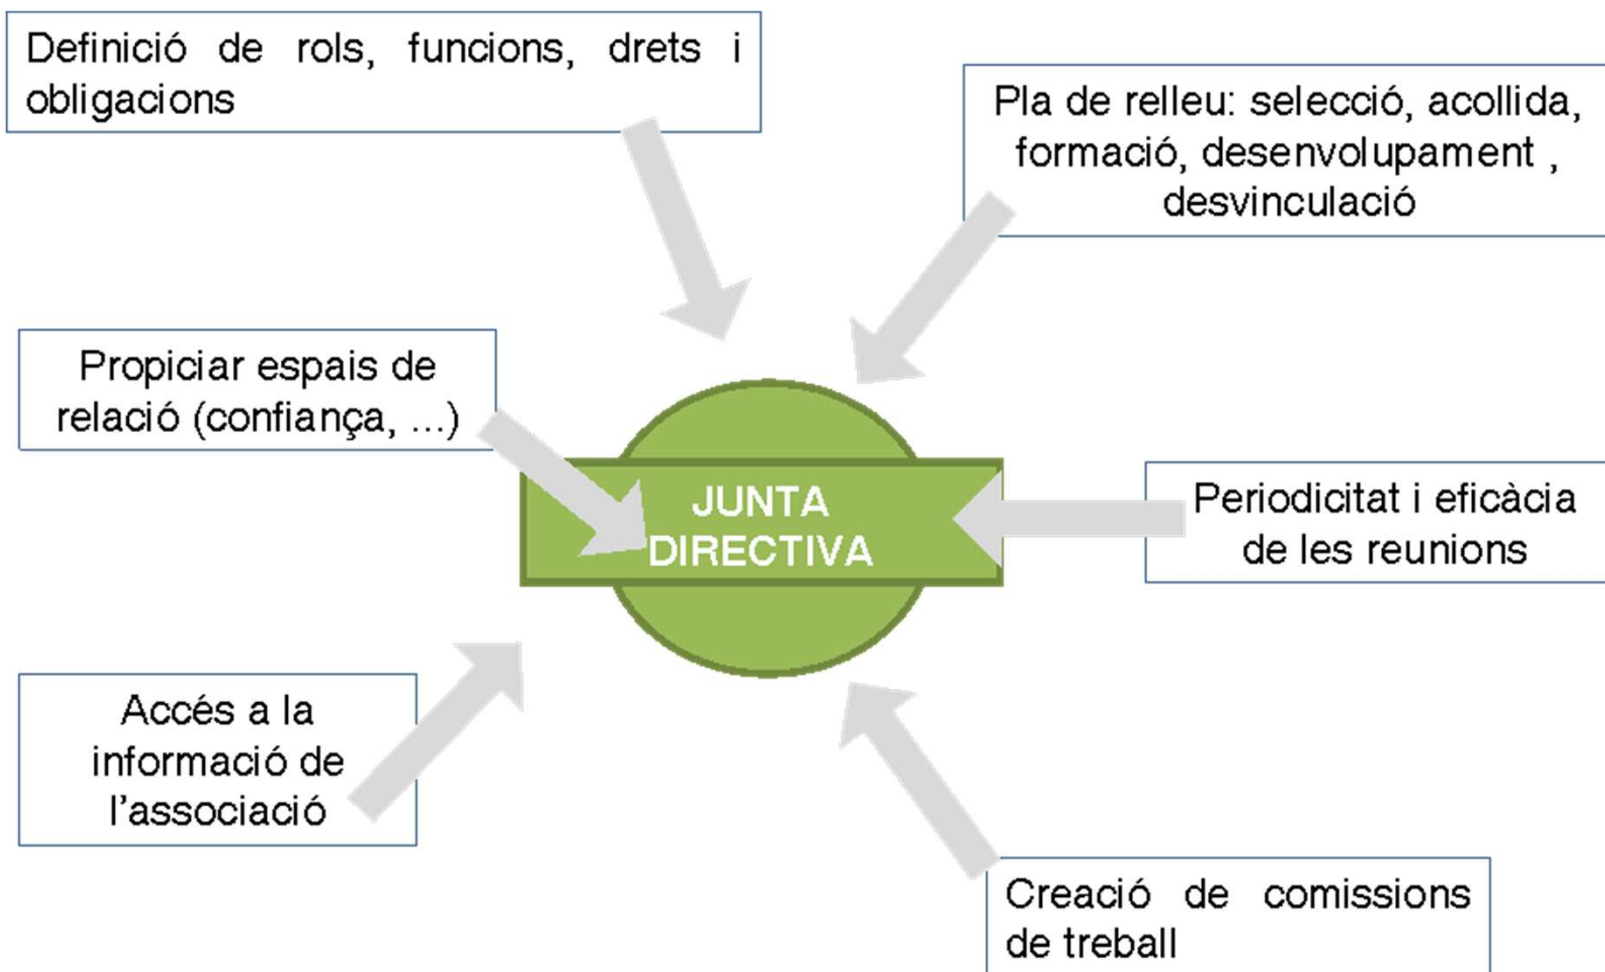 Definició de rols, funcions, drets i
obligacions
Pla de relleu: selecció, acollida,
formació, desenvolupament ,
desvinculació
Propiciar espais de
relació (confiança, ...)
JUNTA
DIRECTIVA
Periodicitat i eficàcia
de les reunions
Accés a la
informació de
l'associació
Creació de comissions
de treball